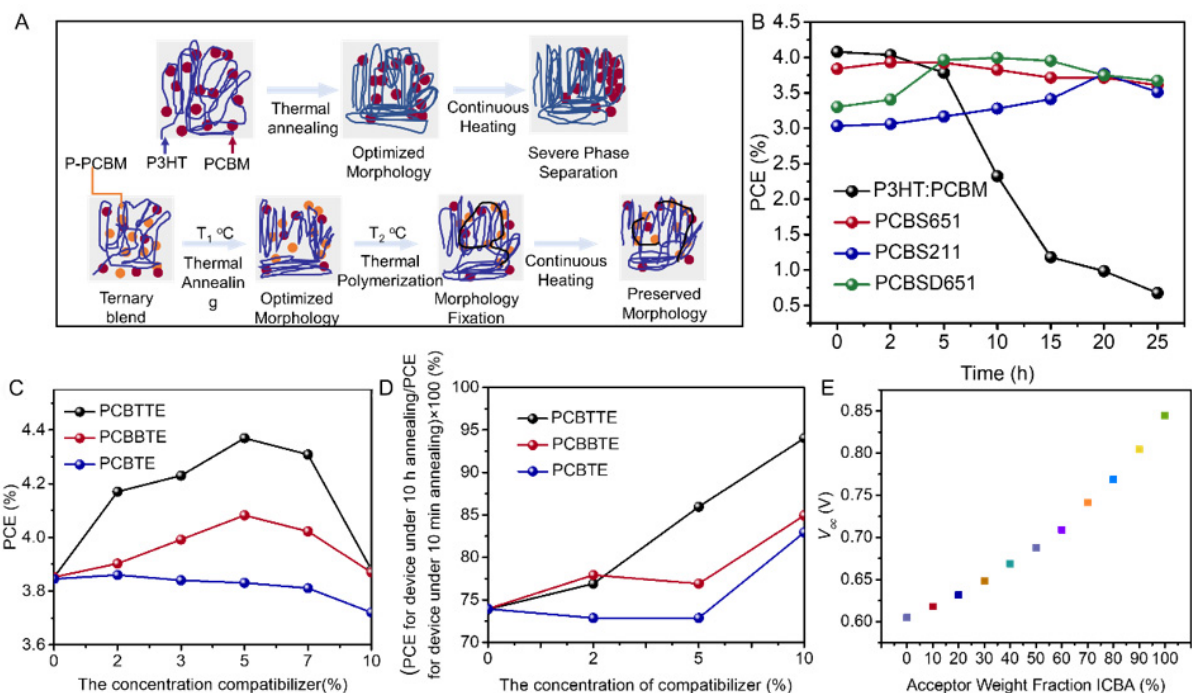 A
Thermal
annealing
Continuous
Heating
P-PCBM
P3HT
PCBM
Optimized
Morphology
Severe Phase
Separation
T1 °C
Thermal
Annealin
g
T2 °C
Thermal
Polymerization
Continuous
Heating
Ternary
blend
Optimized
Morphology
Morphology
Fixation
Preserved
Morphology
B
PCE (%)
4.5
4.0
3.5
3.0
2.5
2.0
1.5
1.0
0.5
P3HT:PCBM
PCBS651
PCBS211
PCBSD651
0 2 5 10 15 20 25
Time (h)
C
PCE (%)
4.4
4.2
4.0
3.8
3.6
PCBTTE
PCBBTE
PCBTE
0 2 3 5 7 10
The concentration compatibilizer(%)
D
(PCE for device under 10 h annealing/PCE
for device under 10 min annealing)×100 (%)
100
95
90
85
80
75
70
PCBTTE
PCBBTE
PCBTE
0 2 5 10
The concentration of compatibilizer(%)
E
Voc (V)
0.85
0.80
0.75
0.70
0.65
0.60
0 10 20 30 40 50 60 70 80 90 100
Acceptor Weight Fraction ICBA (%)